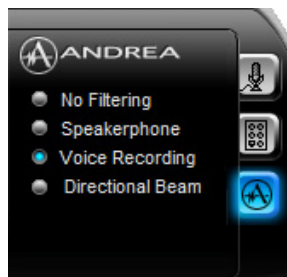 ANDREA
No Filtering
Speakerphone
Voice Recording
Directional Beam